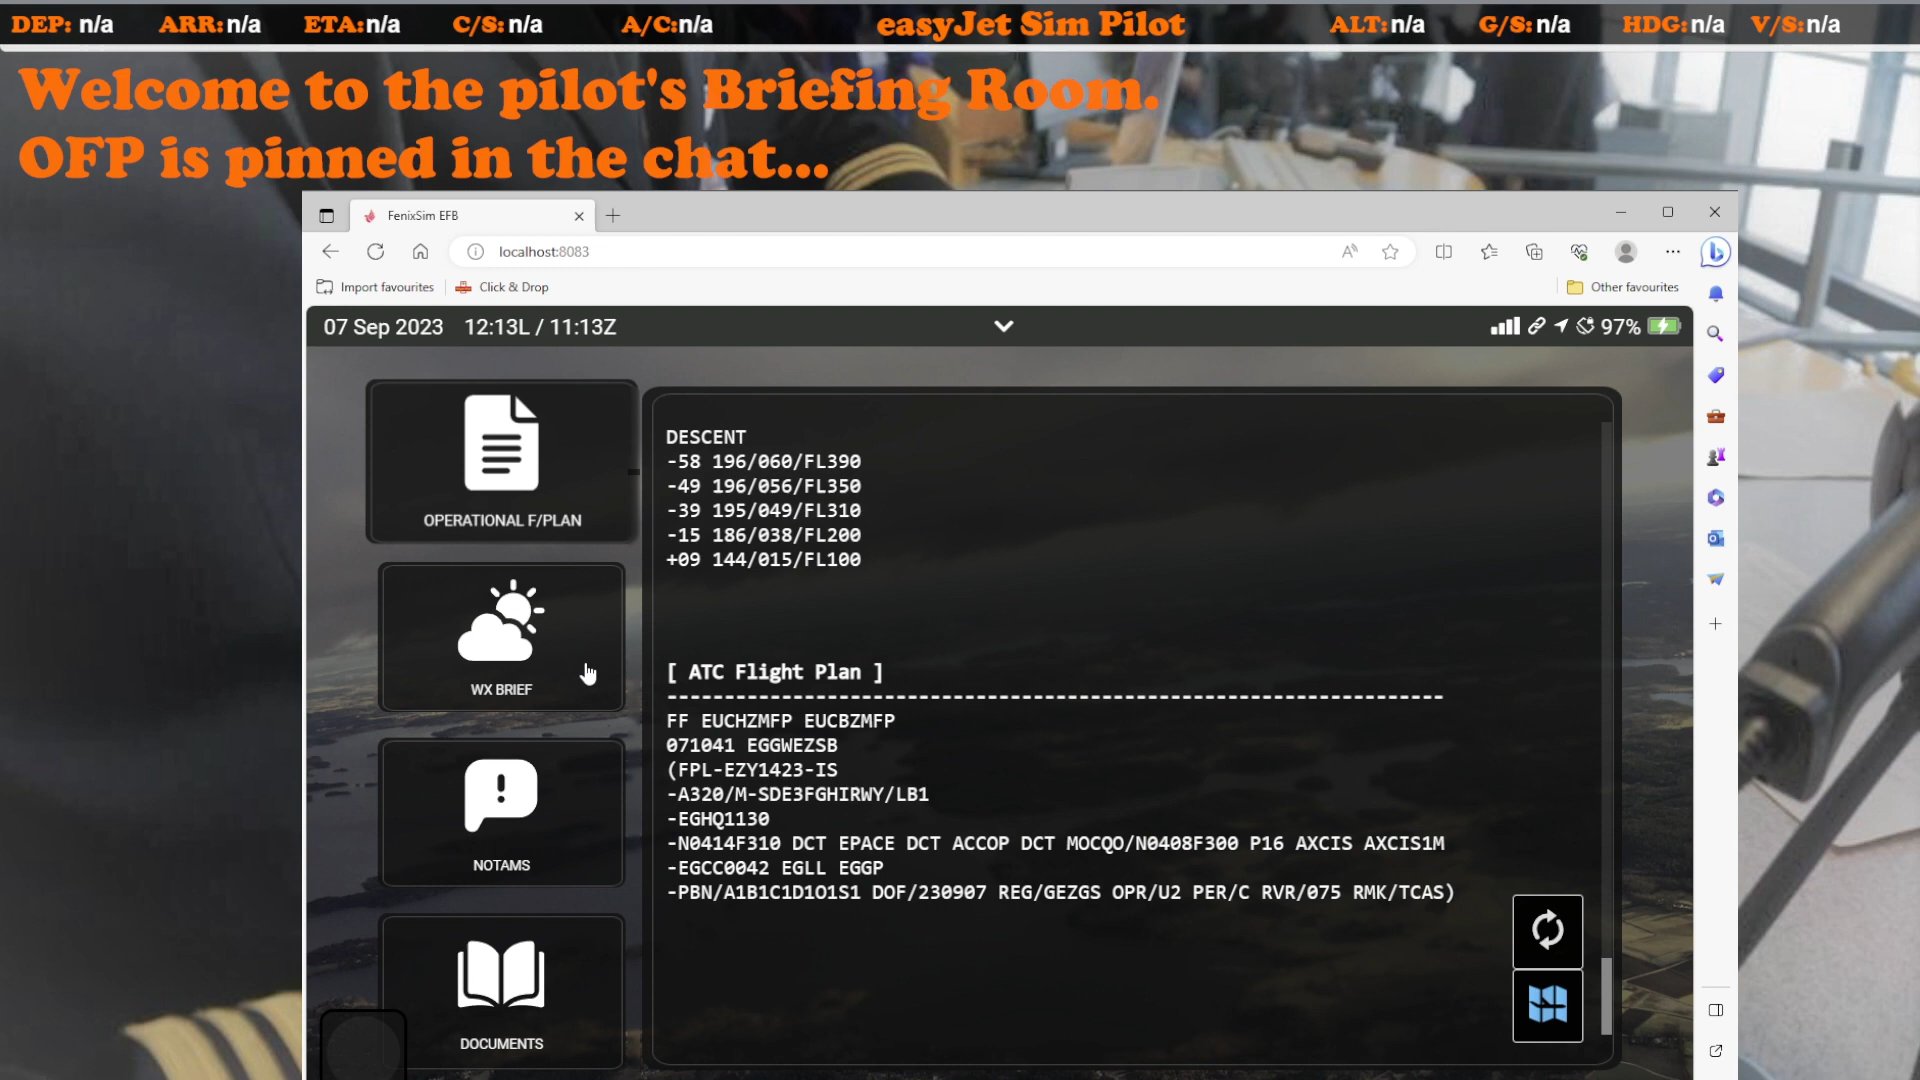 DEP: n/a ARR:n/a ETA:n/a C/S:n/a A/C:n/a easyJet Sim Pilot ALT:n/a G/S:n/a HDG:n/a V/S:n/a
Welcome to the pilot's Briefing Room.
OFP is pinned in the chat...
FenixSim EFB
localhost:8083
Import favourites Click & Drop Other favourites
07 Sep 2023 12:13L / 11:13Z 97%
OPERATIONAL F/PLAN
WX BRIEF
NOTAMS
DOCUMENTS
DESCENT
-58 196/060/FL390
-49 196/056/FL350
-39 195/049/FL310
-15 186/038/FL200
+09 144/015/FL100
[ ATC Flight Plan ]
--------------------------------------------------------------------
FF EUCHZMFP EUCBZMFP
071041 EGGWEZSB
(FPL-EZY1423-IS
-A320/M-SDE3FGHIRWY/LB1
-EGHQ1130
-N0414F310 DCT EPACE DCT ACCOP DCT MOCQO/N0408F300 P16 AXCIS AXCIS1M
-EGCC0042 EGLL EGGP
-PBN/A1B1C1D1O1S1 DOF/230907 REG/GEZGS OPR/U2 PER/C RVR/075 RMK/TCAS)